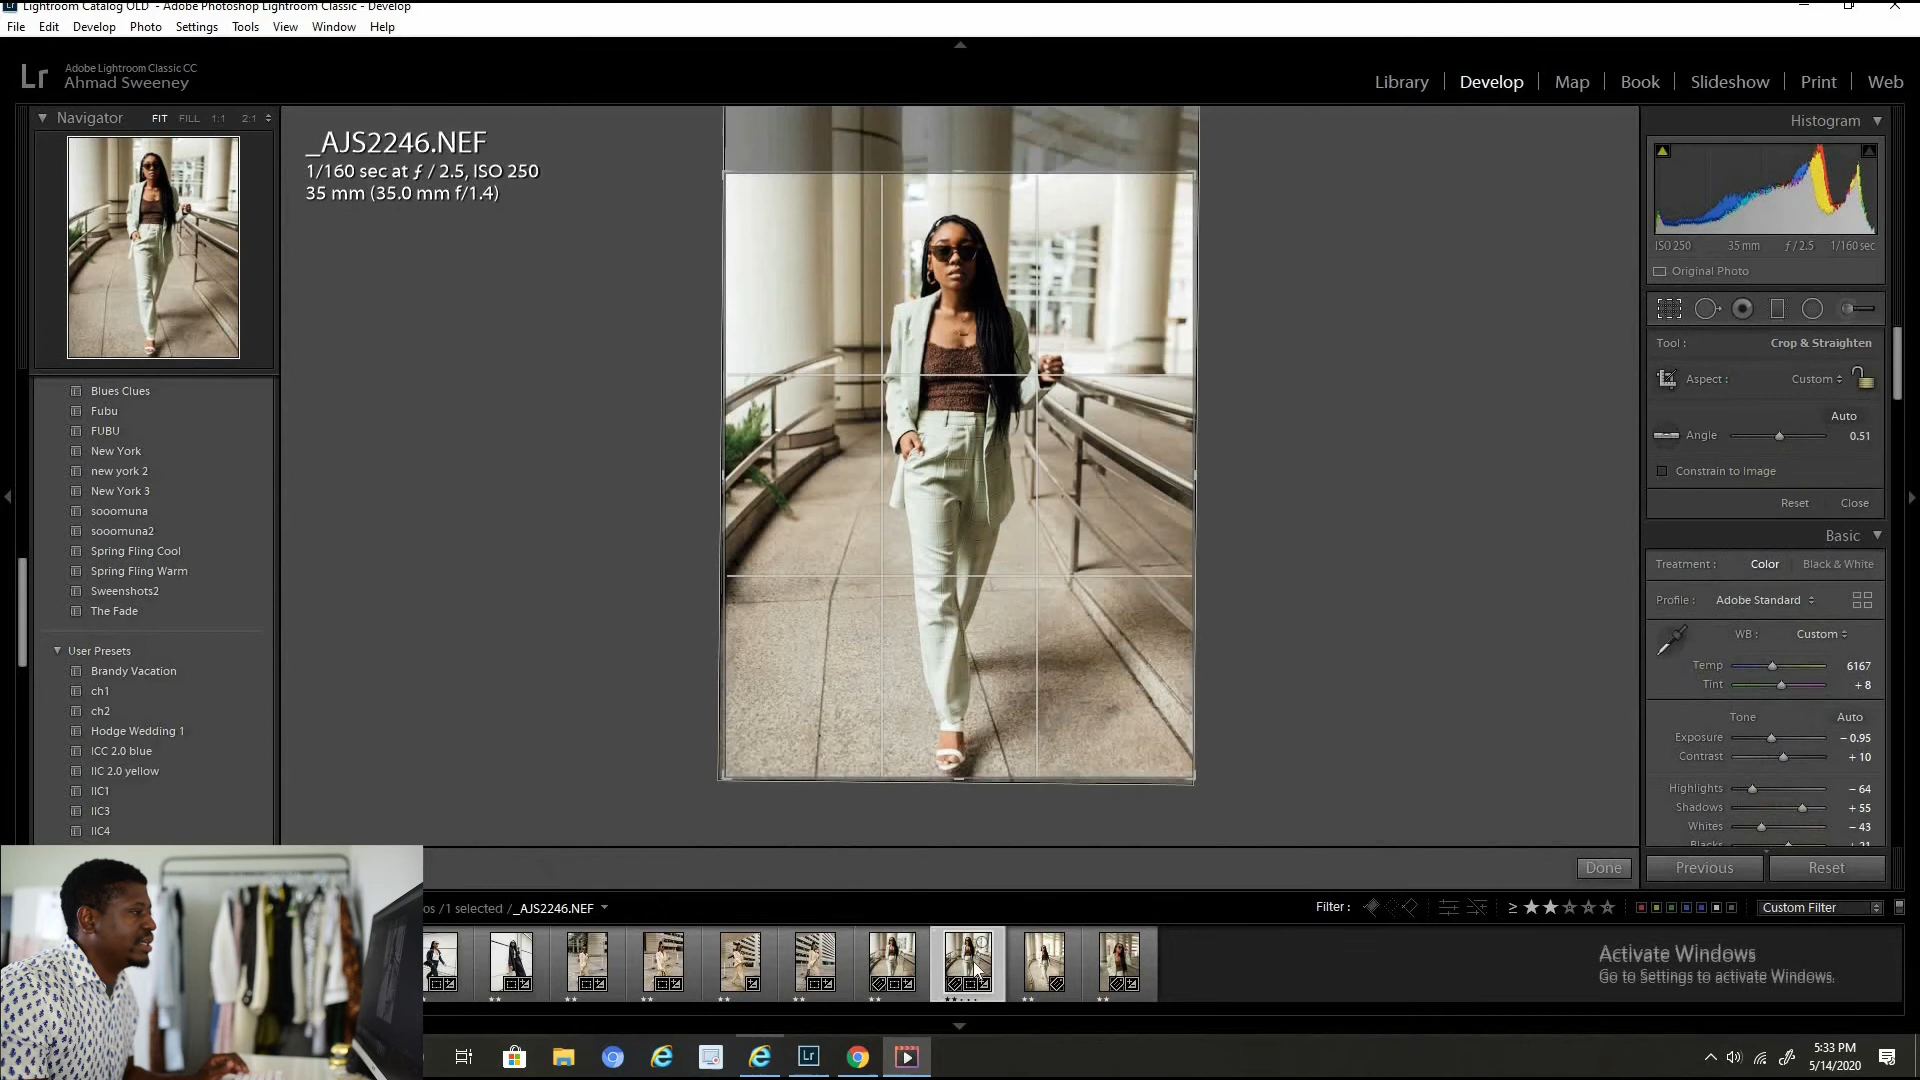 Lr Lightroom Catalog OLD - Adobe Photoshop Lightroom Classic - Develop
File Edit Develop Photo Settings Tools View Window Help
Lr Adobe Lightroom Classic CC
Ahmad Sweeney
Library | Develop | Map | Book | Slideshow | Print | Web
Navigator FIT FILL 1:1 2:1
Blues Clues
Fubu
FUBU
New York
new york 2
New York 3
sooomuna
sooomuna2
Spring Fling Cool
Spring Fling Warm
Sweenshots2
The Fade
User Presets
Brandy Vacation
ch1
ch2
Hodge Wedding 1
ICC 2.0 blue
IIC 2.0 yellow
IIC1
IIC3
IIC4
_AJS2246.NEF
1/160 sec at ƒ / 2.5, ISO 250
35 mm (35.0 mm f/1.4)
Histogram
ISO 250 35 mm ƒ / 2.5 1/160 sec
Original Photo
Tool : Crop & Straighten
Aspect : Custom
Auto
Angle 0.51
Constrain to Image
Reset Close
Basic
Treatment : Color Black & White
Profile : Adobe Standard
WB : Custom
Temp 6167
Tint + 8
Tone Auto
Exposure − 0.95
Contrast + 10
Highlights − 64
Shadows + 55
Whites − 43
Blacks + 21
Done
Previous Reset
os /1 selected /_AJS2246.NEF
Filter : ≥ Custom Filter
Activate Windows
Go to Settings to activate Windows.
Lr
5:33 PM
5/14/2020